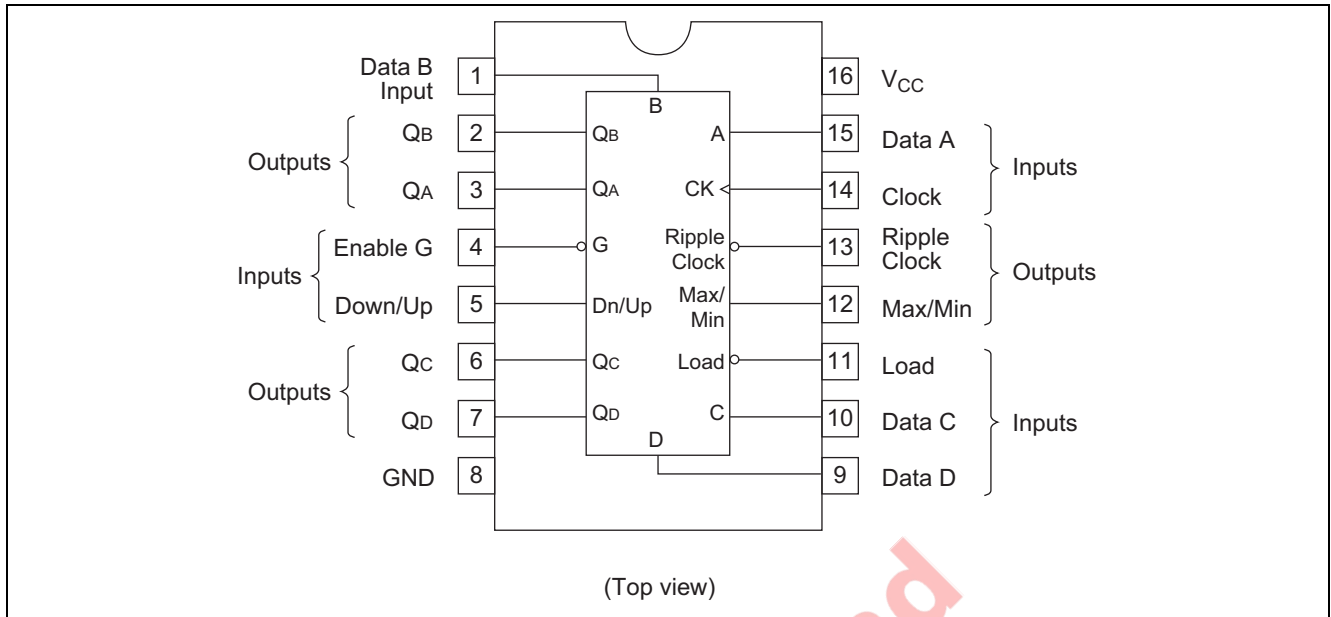 Data B
Input
1
16
VCC
B
Outputs
QB
2
QB
A
15
Data A
Inputs
QA
3
QA
CK
14
Clock
Inputs
Enable G
4
G
Ripple
Clock
13
Ripple
Clock
Outputs
Down/Up
5
Dn/Up
Max/
Min
12
Max/Min
Outputs
QC
6
QC
Load
11
Load
Inputs
QD
7
QD
C
10
Data C
D
GND
8
9
Data D
(Top view)